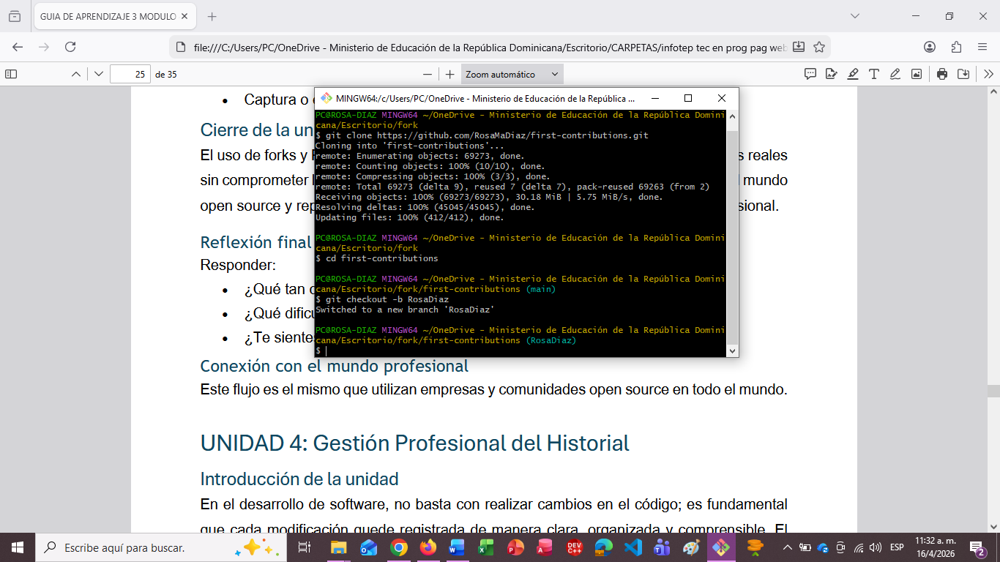 GUIA DE APRENDIZAJE 3 MODULO
file:///C:/Users/PC/OneDrive - Ministerio de Educación de la República Dominicana/Escritorio/CARPETAS/infotep tec en prog pag web
25 de 35
Zoom automático
Captura o
Cierre de la un
El uso de forks y
s reales
sin comprometer
mundo
open source y rep
sional.
Reflexión final
Responder:
¿Qué tan
¿Qué dificu
¿Te siente
Conexión con el mundo profesional
Este flujo es el mismo que utilizan empresas y comunidades open source en todo el mundo.
UNIDAD 4: Gestión Profesional del Historial
Introducción de la unidad
En el desarrollo de software, no basta con realizar cambios en el código; es fundamental
que cada modificación quede registrada de manera clara, organizada y comprensible. El
MINGW64:/c/Users/PC/OneDrive - Ministerio de Educación de la República ...
PC@ROSA-DIAZ MINGW64 ~/OneDrive - Ministerio de Educación de la República Domini
cana/Escritorio/fork
$ git clone https://github.com/RosaMaDiaz/first-contributions.git
Cloning into 'first-contributions'...
remote: Enumerating objects: 69273, done.
remote: Counting objects: 100% (10/10), done.
remote: Compressing objects: 100% (3/3), done.
remote: Total 69273 (delta 9), reused 7 (delta 7), pack-reused 69263 (from 2)
Receiving objects: 100% (69273/69273), 30.18 MiB | 5.75 MiB/s, done.
Resolving deltas: 100% (45045/45045), done.
Updating files: 100% (412/412), done.
PC@ROSA-DIAZ MINGW64 ~/OneDrive - Ministerio de Educación de la República Domini
cana/Escritorio/fork
$ cd first-contributions
PC@ROSA-DIAZ MINGW64 ~/OneDrive - Ministerio de Educación de la República Domini
cana/Escritorio/fork/first-contributions (main)
$ git checkout -b RosaDiaz
Switched to a new branch 'RosaDiaz'
PC@ROSA-DIAZ MINGW64 ~/OneDrive - Ministerio de Educación de la República Domini
cana/Escritorio/fork/first-contributions (RosaDiaz)
$
Escribe aquí para buscar.
DEV C++
ESP
11:32 a. m.
16/4/2026
2